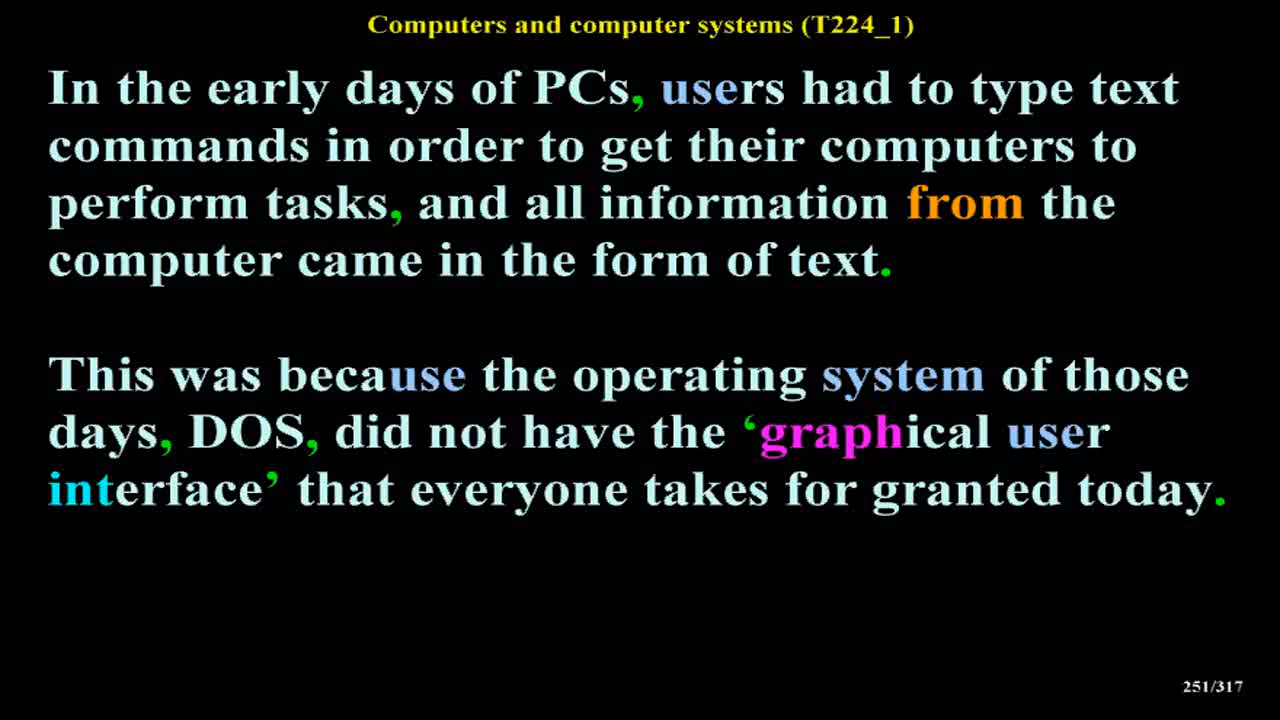 Computers and computer systems (T224_1)
In the early days of PCs, users had to type text
commands in order to get their computers to
perform tasks, and all information from the
computer came in the form of text.
This was because the operating system of those
days, DOS, did not have the ‘graphical user
interface’ that everyone takes for granted today.
251/317